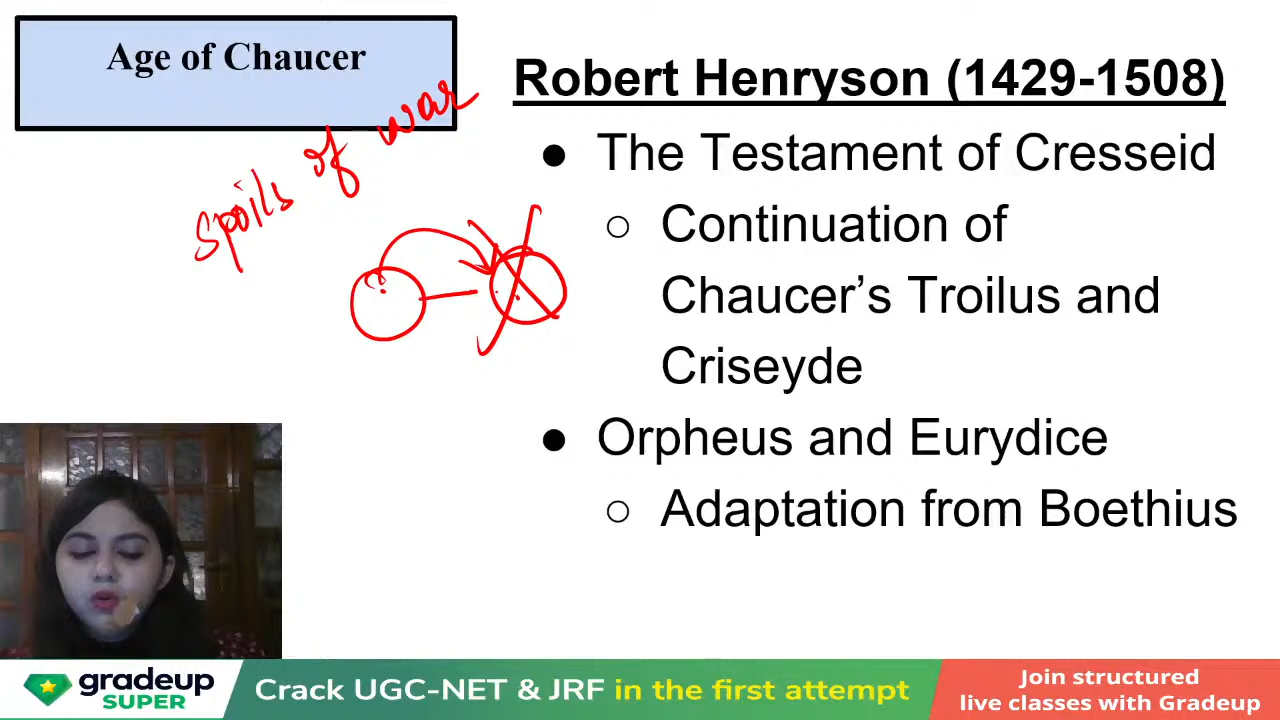 Age of Chaucer
spoils of war
Robert Henryson (1429-1508)
● The Testament of Cresseid
○ Continuation of
Chaucer’s Troilus and
Criseyde
● Orpheus and Eurydice
○ Adaptation from Boethius
gradeup
SUPER
Crack UGC-NET & JRF in the first attempt
Join structured
live classes with Gradeup